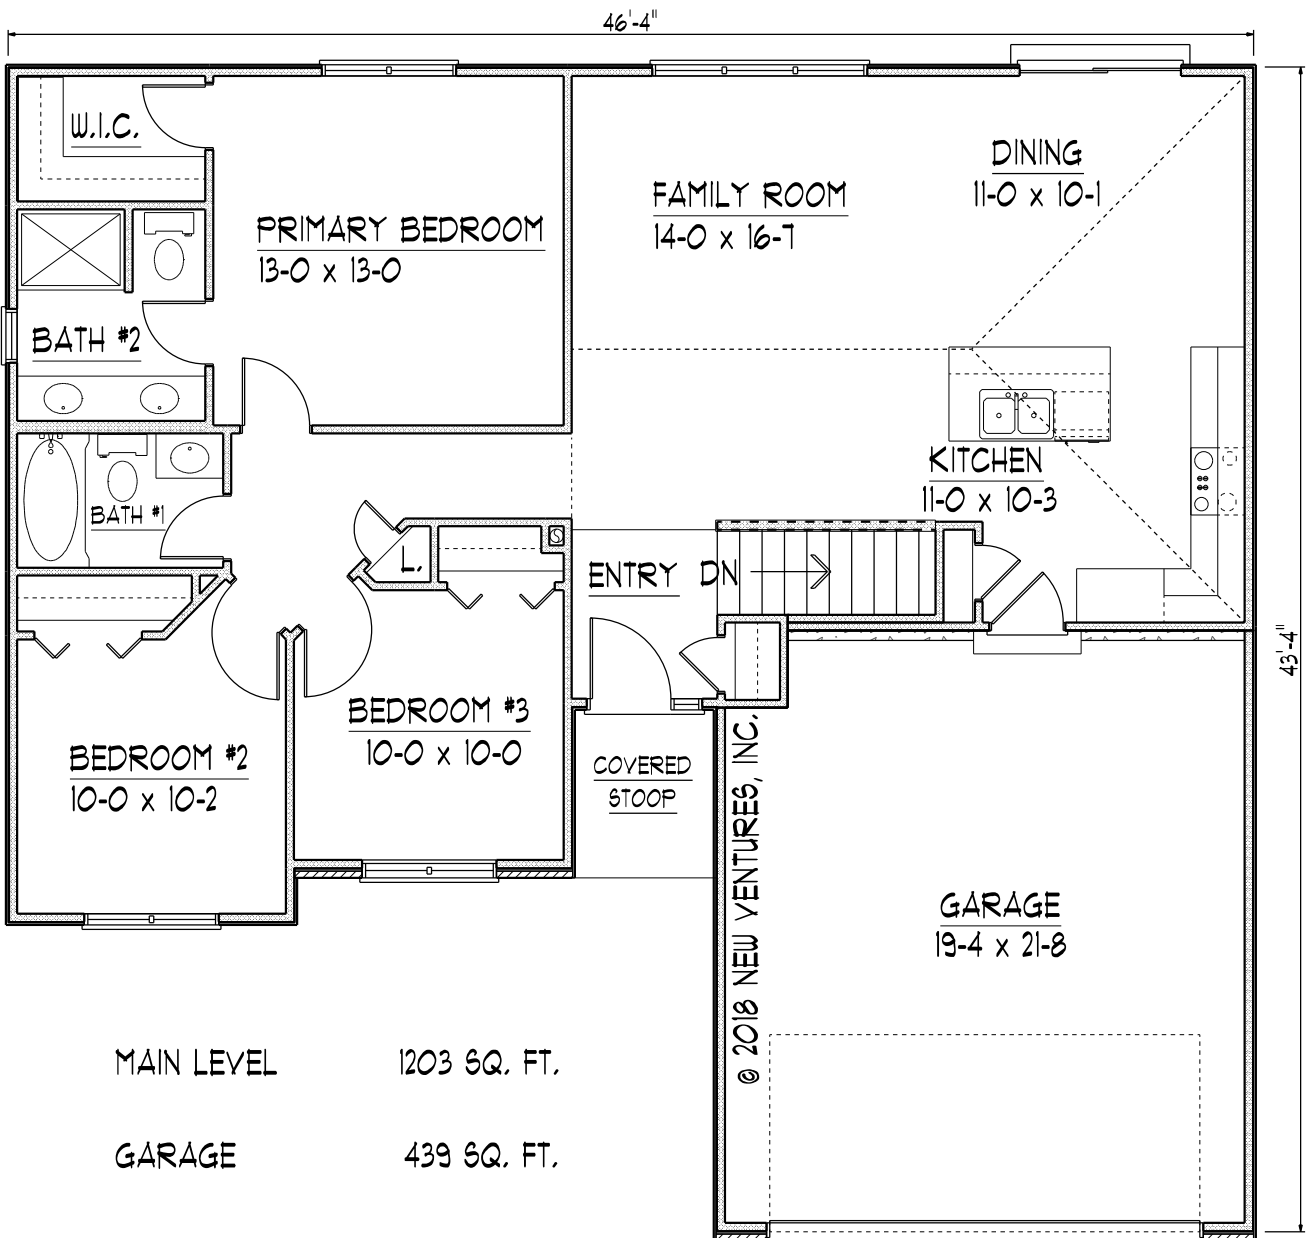 46'-4"
W.I.C.
PRIMARY BEDROOM
13-0 x 13-0
FAMILY ROOM
14-0 x 16-7
DINING
11-0 x 10-1
BATH #2
BATH #1
KITCHEN
11-0 x 10-3
L.
ENTRY
DN
43'-4"
BEDROOM #3
10-0 x 10-0
BEDROOM #2
10-0 x 10-2
COVERED
STOOP
© 2018 NEW VENTURES, INC.
GARAGE
19-4 x 21-8
MAIN LEVEL 1203 SQ. FT.
GARAGE 439 SQ. FT.